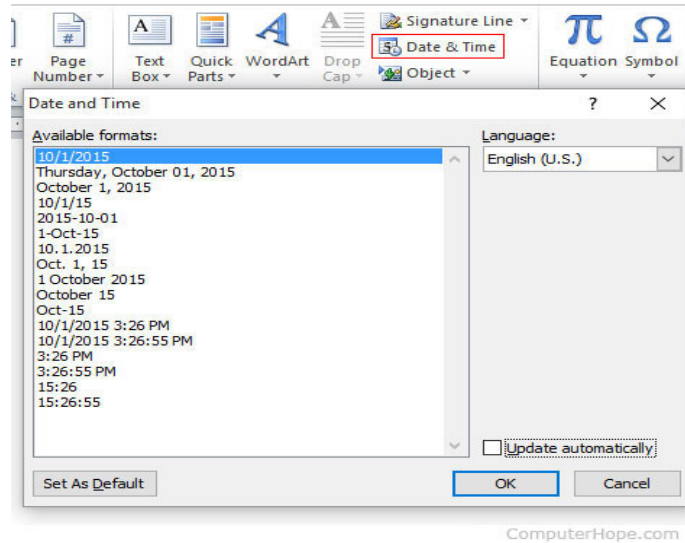 Signature Line
Date & Time
Object
Page
Number
Text
Box
Quick
Parts
WordArt
Drop
Cap
Equation
Symbol
Date and Time
?
Available formats:
Language:
10/1/2015
Thursday, October 01, 2015
October 1, 2015
10/1/15
2015-10-01
1-Oct-15
10.1.2015
Oct. 1, 15
1 October 2015
October 15
Oct-15
10/1/2015 3:26 PM
10/1/2015 3:26:55 PM
3:26 PM
3:26:55 PM
15:26
15:26:55
English (U.S.)
Update automatically
Set As Default
OK
Cancel
ComputerHope.com